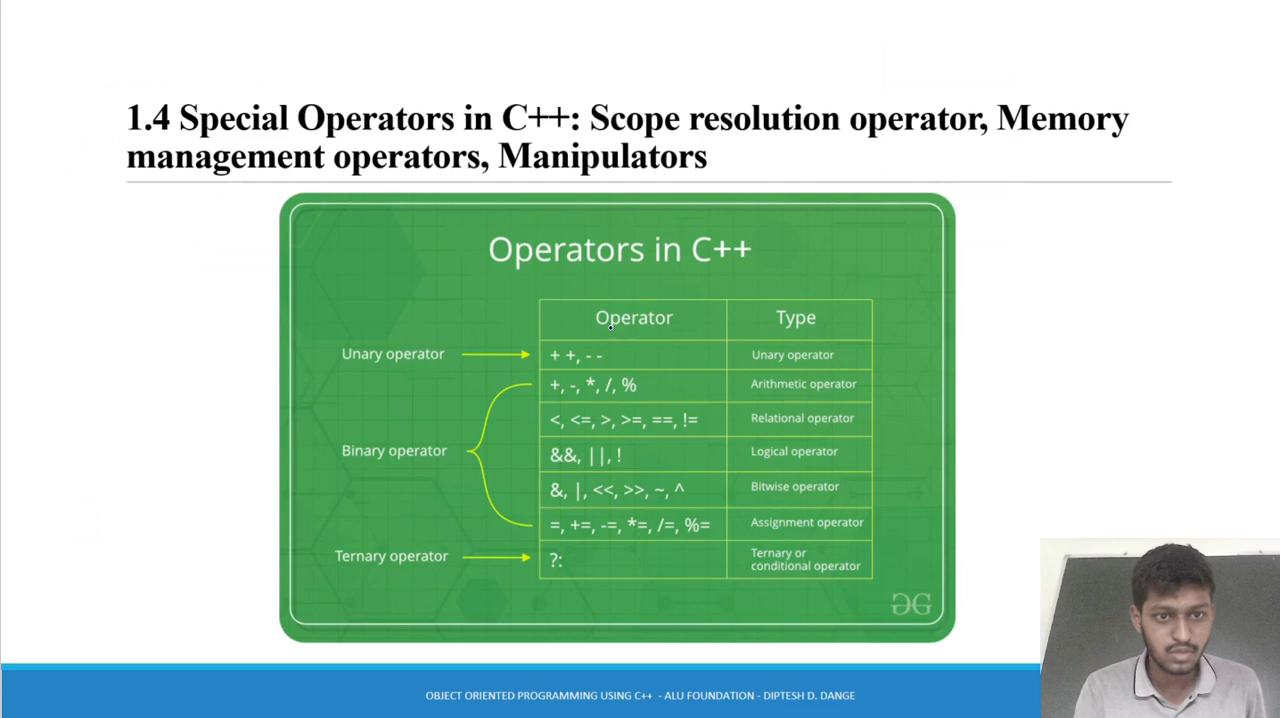 1.4 Special Operators in C++: Scope resolution operator, Memory
management operators, Manipulators
Operators in C++
Operator Type
Unary operator + +, - - Unary operator
+, -, *, /, % Arithmetic operator
<, <=, >, >=, ==, != Relational operator
Binary operator &&, ||, ! Logical operator
&, |, <<, >>, ~, ^ Bitwise operator
=, +=, -=, *=, /=, %= Assignment operator
Ternary operator ?: Ternary or
conditional operator
OBJECT ORIENTED PROGRAMMING USING C++ - ALU FOUNDATION - DIPTESH D. DANGE